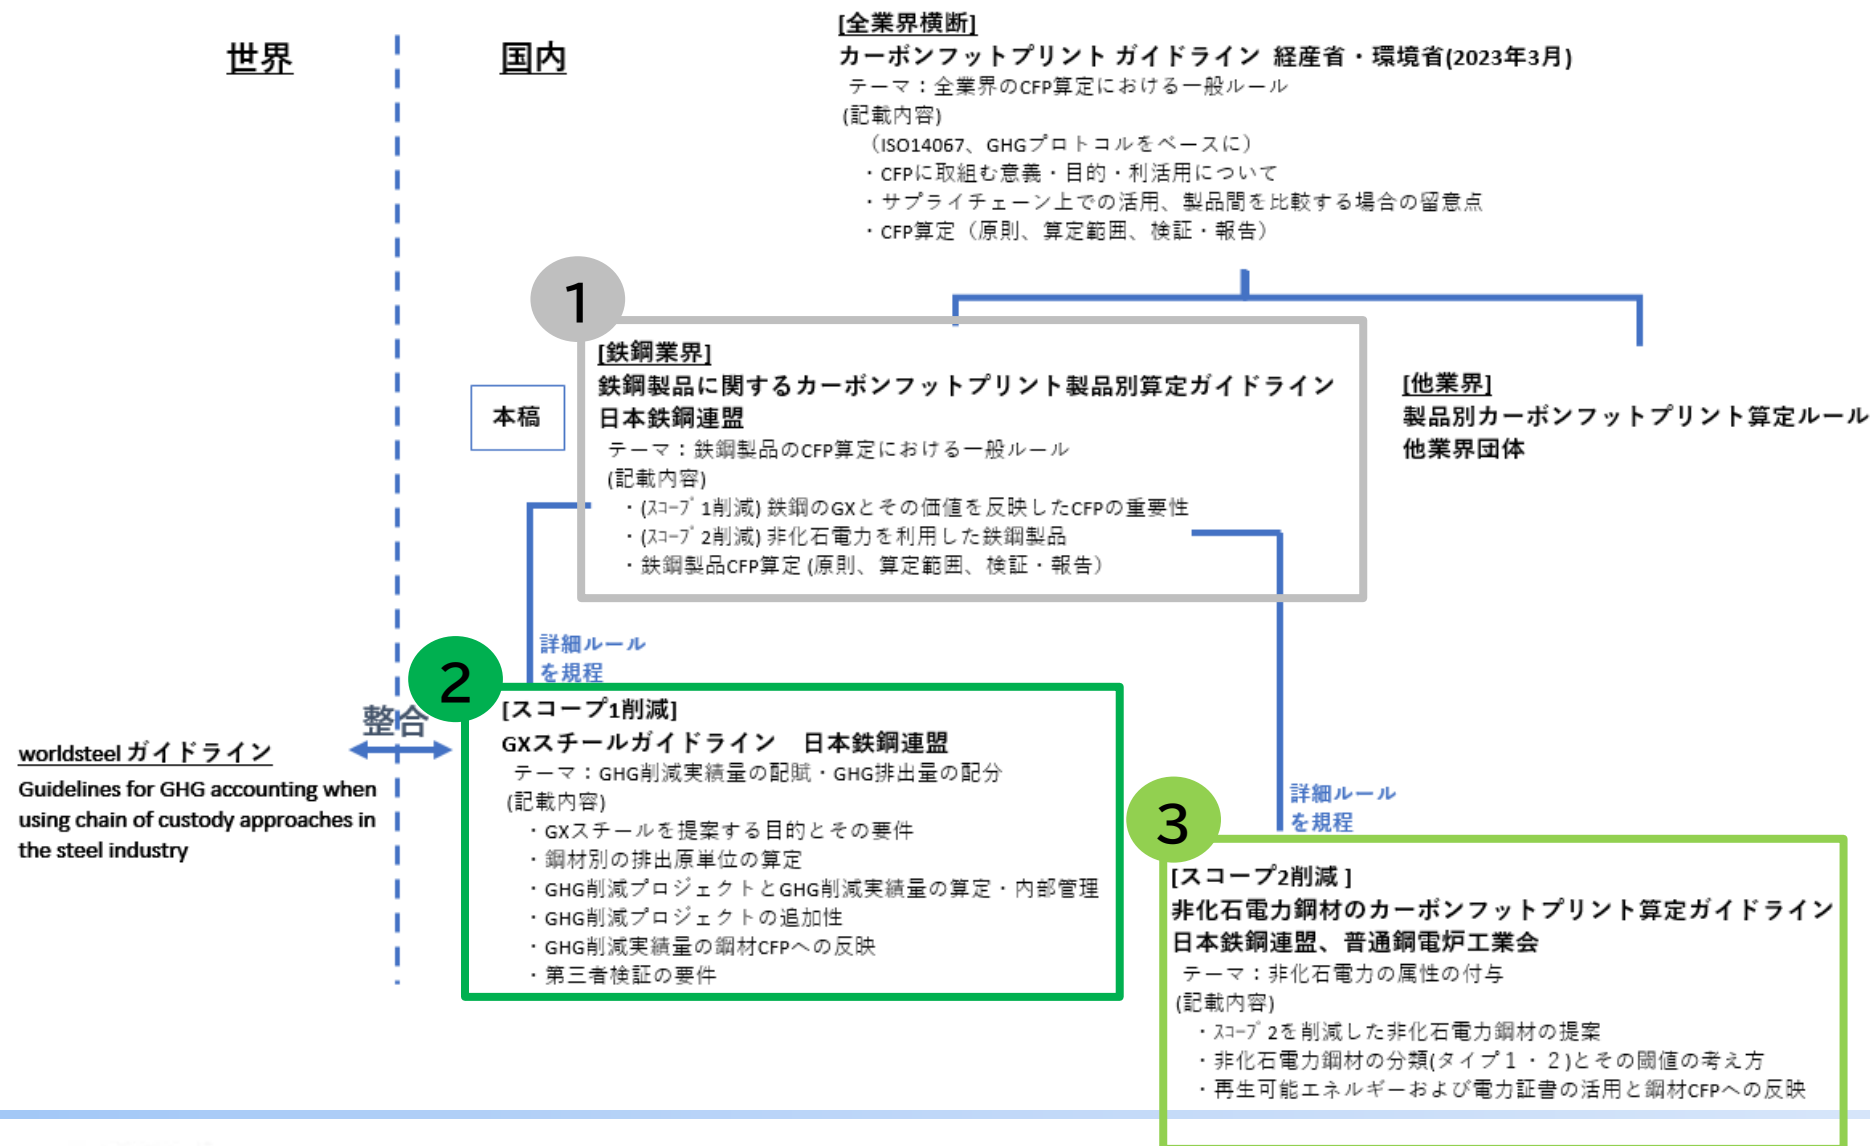 世界
国内
[全業界横断]
カーボンフットプリント ガイドライン 経産省・環境省(2023年3月)
テーマ：全業界のCFP算定における一般ルール
(記載内容)
（ISO14067、GHGプロトコルをベースに）
・CFPに取組む意義・目的・利活用について
・サプライチェーン上での活用、製品間を比較する場合の留意点
・CFP算定（原則、算定範囲、検証・報告）
1
[鉄鋼業界]
鉄鋼製品に関するカーボンフットプリント製品別算定ガイドライン
日本鉄鋼連盟
テーマ：鉄鋼製品のCFP算定における一般ルール
(記載内容)
・(ｽｺｰﾌﾟ1削減) 鉄鋼のGXとその価値を反映したCFPの重要性
・(ｽｺｰﾌﾟ2削減) 非化石電力を利用した鉄鋼製品
・鉄鋼製品CFP算定 (原則、算定範囲、検証・報告）
本稿
[他業界]
製品別カーボンフットプリント算定ルール
他業界団体
詳細ルール
を規程
2
[スコープ1削減]
GXスチールガイドライン　日本鉄鋼連盟
テーマ：GHG削減実績量の配賦・GHG排出量の配分
(記載内容)
・GXスチールを提案する目的とその要件
・鋼材別の排出原単位の算定
・GHG削減プロジェクトとGHG削減実績量の算定・内部管理
・GHG削減プロジェクトの追加性
・GHG削減実績量の鋼材CFPへの反映
・第三者検証の要件
整合
worldsteel ガイドライン
Guidelines for GHG accounting when
using chain of custody approaches in
the steel industry
詳細ルール
を規程
3
[スコープ2削減 ]
非化石電力鋼材のカーボンフットプリント算定ガイドライン
日本鉄鋼連盟、普通鋼電炉工業会
テーマ：非化石電力の属性の付与
(記載内容)
・ｽｺｰﾌﾟ2を削減した非化石電力鋼材の提案
・非化石電力鋼材の分類(タイプ１・２)とその閾値の考え方
・再生可能エネルギーおよび電力証書の活用と鋼材CFPへの反映